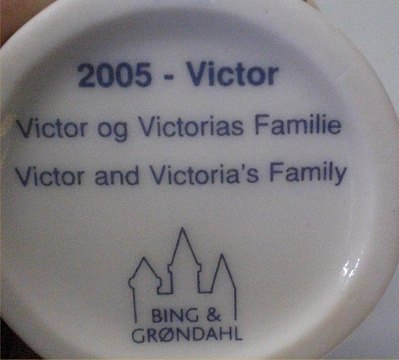 2005 - Victor
Victor og Victorias Familie
Victor and Victoria's Family
BING &
GRØNDAHL